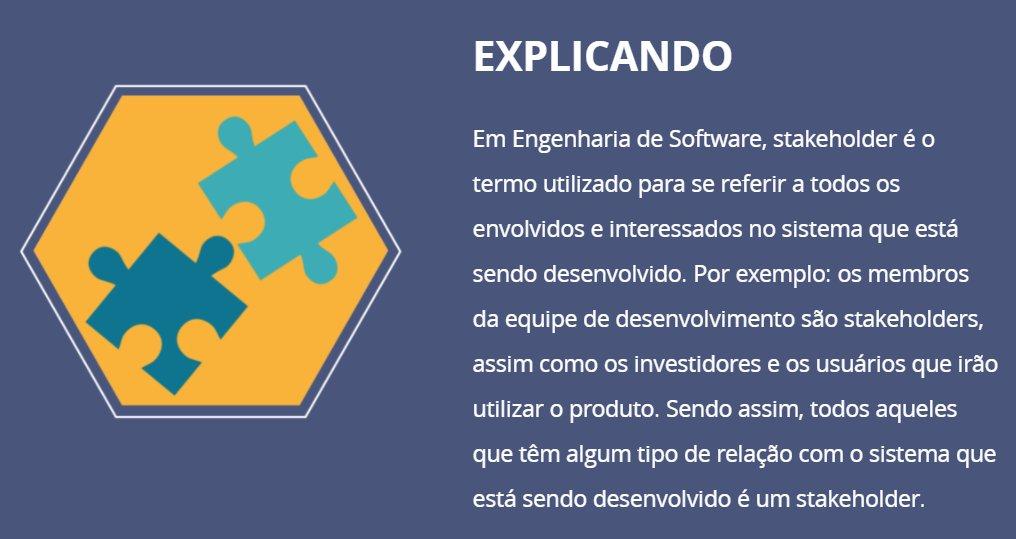 EXPLICANDO
Em Engenharia de Software, stakeholder é o
termo utilizado para se referir a todos os
envolvidos e interessados no sistema que está
sendo desenvolvido. Por exemplo: os membros
da equipe de desenvolvimento são stakeholders,
assim como os investidores e os usuários que irão
utilizar o produto. Sendo assim, todos aqueles
que têm algum tipo de relação com o sistema que
está sendo desenvolvido é um stakeholder.